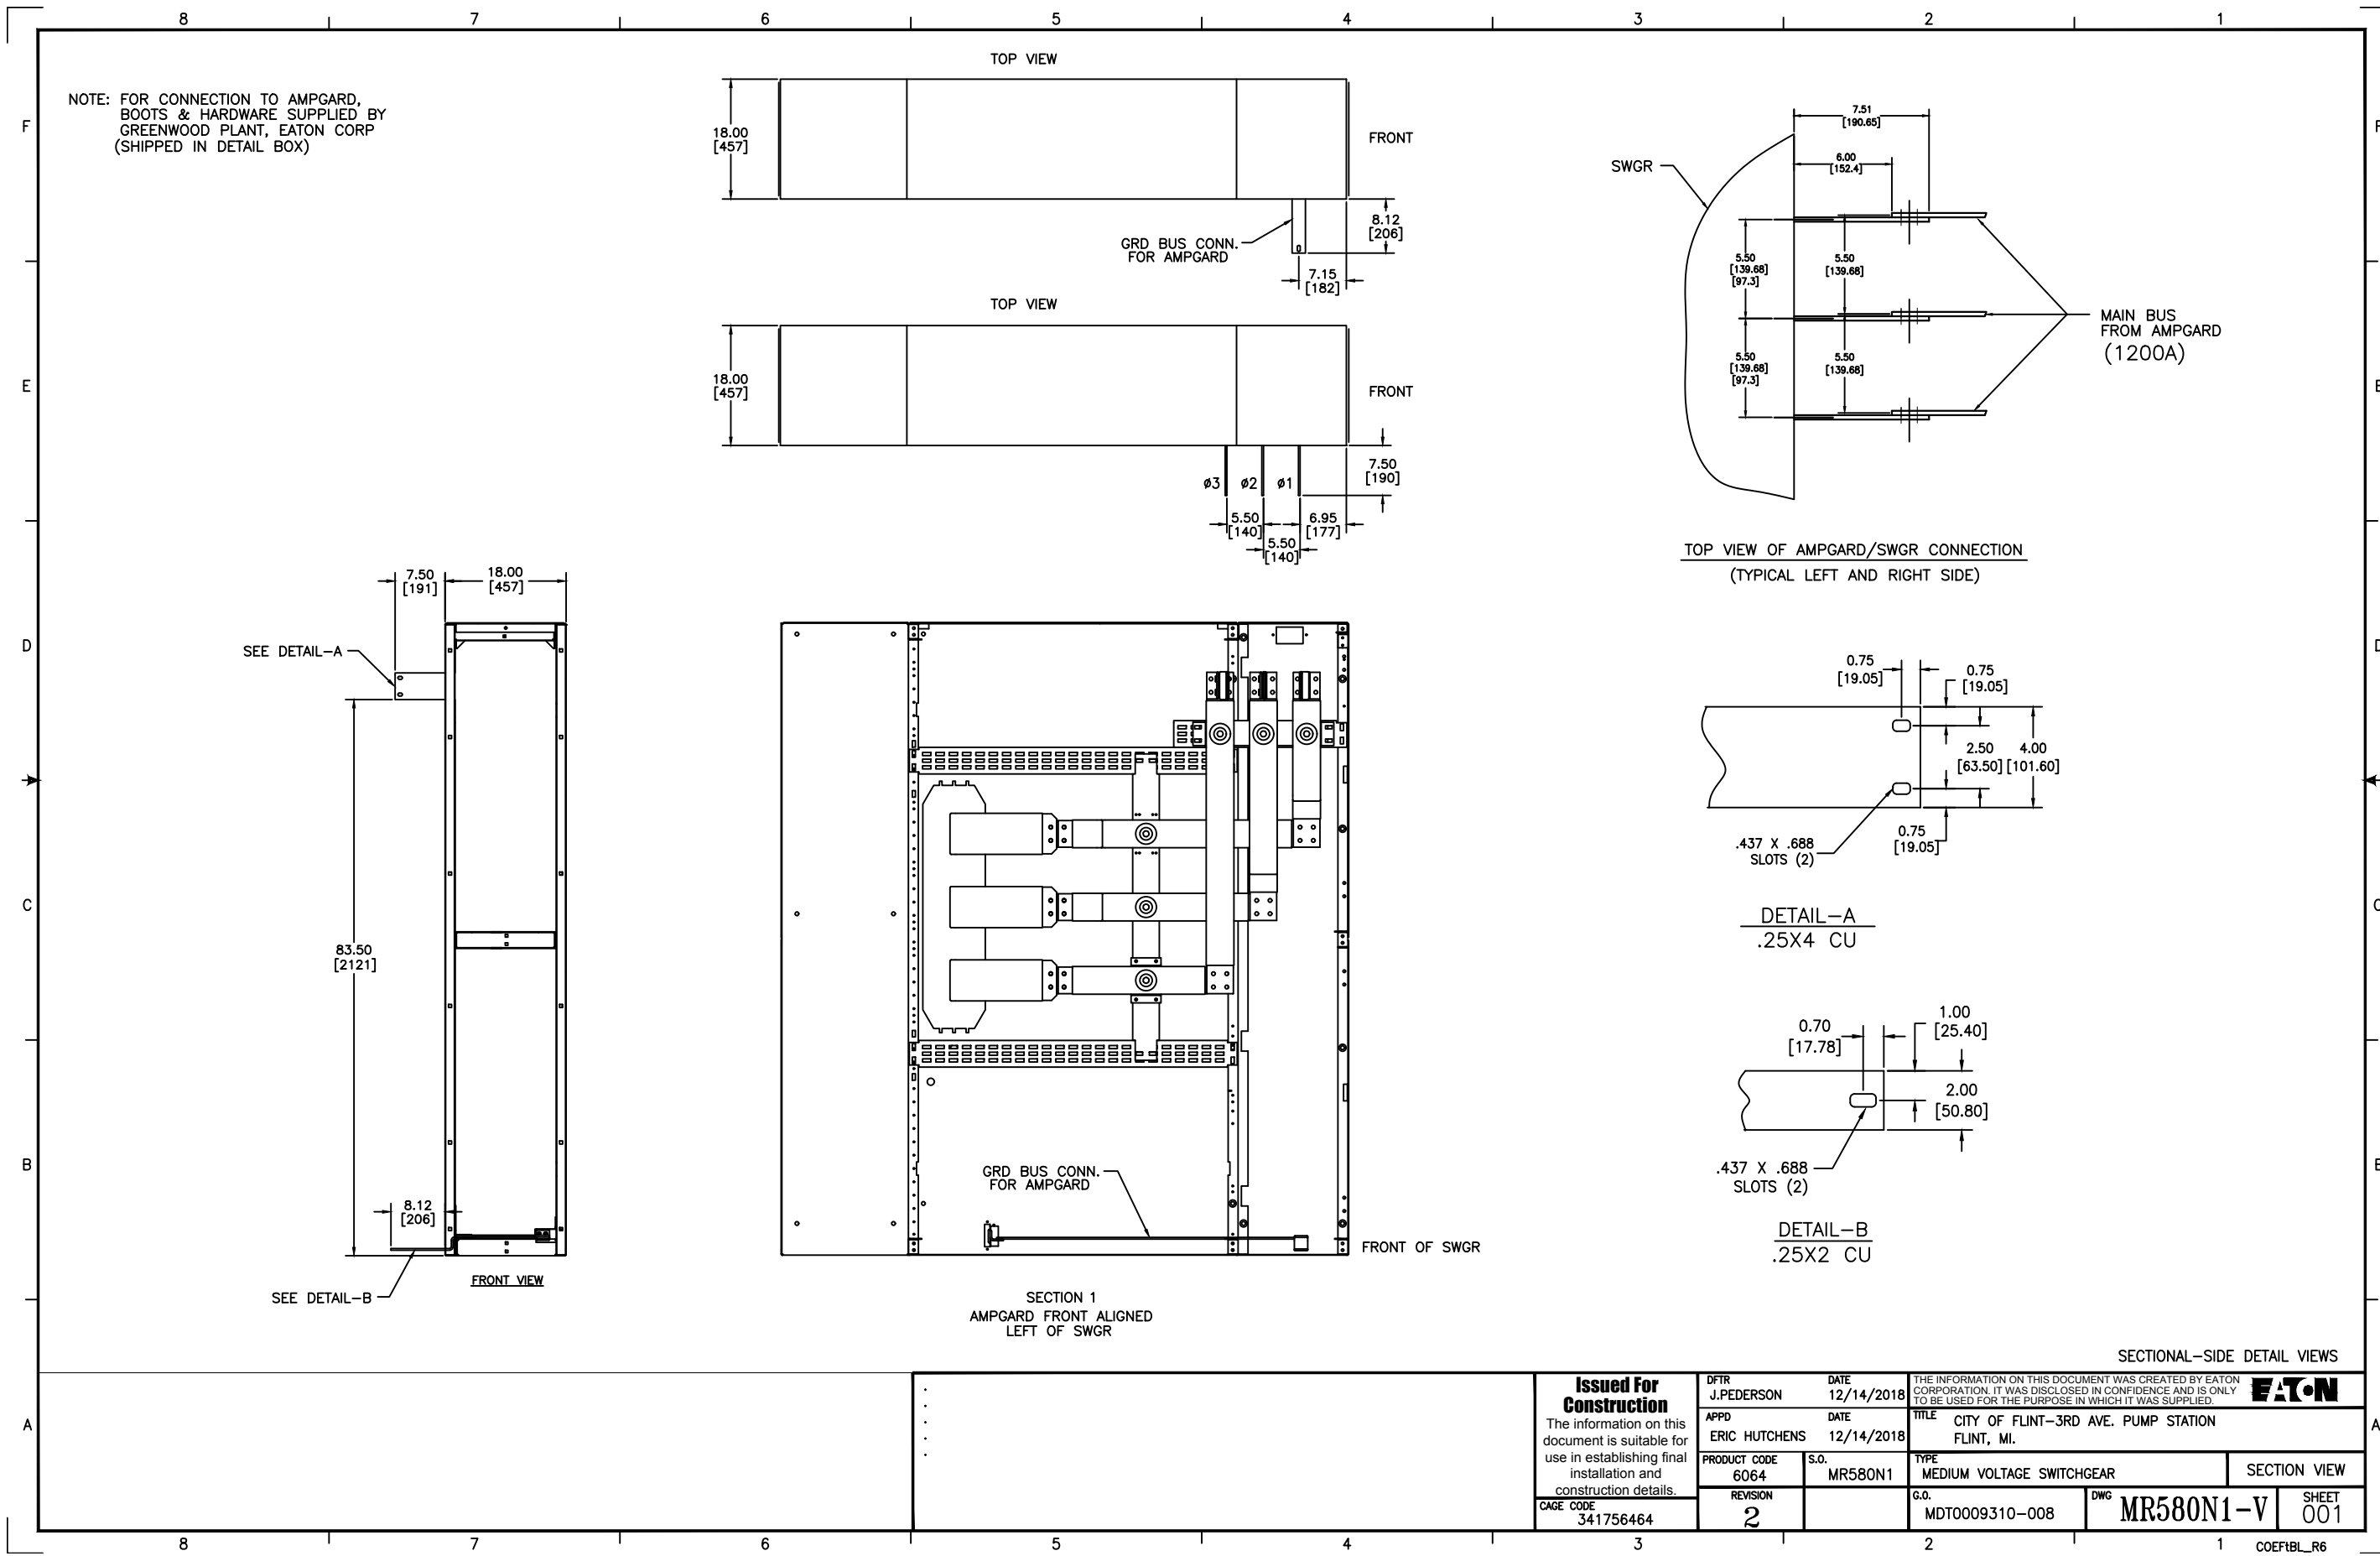 8 7 6 5 4 3 2 1
F
E
D
C
B
A
NOTE: FOR CONNECTION TO AMPGARD,
BOOTS & HARDWARE SUPPLIED BY
GREENWOOD PLANT, EATON CORP
(SHIPPED IN DETAIL BOX)
TOP VIEW
18.00
[457]
FRONT
8.12
[206]
GRD BUS CONN.
FOR AMPGARD
7.15
[182]
TOP VIEW
18.00
[457]
FRONT
7.50
[190]
ø3 ø2 ø1
5.50
[140]
6.95
[177]
5.50
[140]
7.51
[190.65]
6.00
[152.4]
SWGR
5.50
[139.68]
[97.3]
5.50
[139.68]
5.50
[139.68]
[97.3]
5.50
[139.68]
MAIN BUS
FROM AMPGARD
(1200A)
TOP VIEW OF AMPGARD/SWGR CONNECTION
(TYPICAL LEFT AND RIGHT SIDE)
7.50
[191]
18.00
[457]
SEE DETAIL-A
83.50
[2121]
8.12
[206]
SEE DETAIL-B
FRONT VIEW
GRD BUS CONN.
FOR AMPGARD
FRONT OF SWGR
SECTION 1
AMPGARD FRONT ALIGNED
LEFT OF SWGR
0.75
[19.05]
0.75
[19.05]
2.50
[63.50]
4.00
[101.60]
0.75
[19.05]
.437 X .688
SLOTS (2)
DETAIL-A
.25X4 CU
0.70
[17.78]
1.00
[25.40]
2.00
[50.80]
.437 X .688
SLOTS (2)
DETAIL-B
.25X2 CU
SECTIONAL-SIDE DETAIL VIEWS
Issued For
Construction
The information on this
document is suitable for
use in establishing final
installation and
construction details.
CAGE CODE
341756464
DFTR DATE
J.PEDERSON 12/14/2018
APPD DATE
ERIC HUTCHENS 12/14/2018
PRODUCT CODE
6064
S.O.
MR580N1
REVISION
2
THE INFORMATION ON THIS DOCUMENT WAS CREATED BY EATON
CORPORATION. IT WAS DISCLOSED IN CONFIDENCE AND IS ONLY
TO BE USED FOR THE PURPOSE IN WHICH IT WAS SUPPLIED.
EATON
TITLE CITY OF FLINT-3RD AVE. PUMP STATION
FLINT, MI.
TYPE
MEDIUM VOLTAGE SWITCHGEAR
SECTION VIEW
G.O.
MDT0009310-008
DWG MR580N1-V
SHEET
001
8 7 6 5 4 3 2 1
COEFtBL_R6